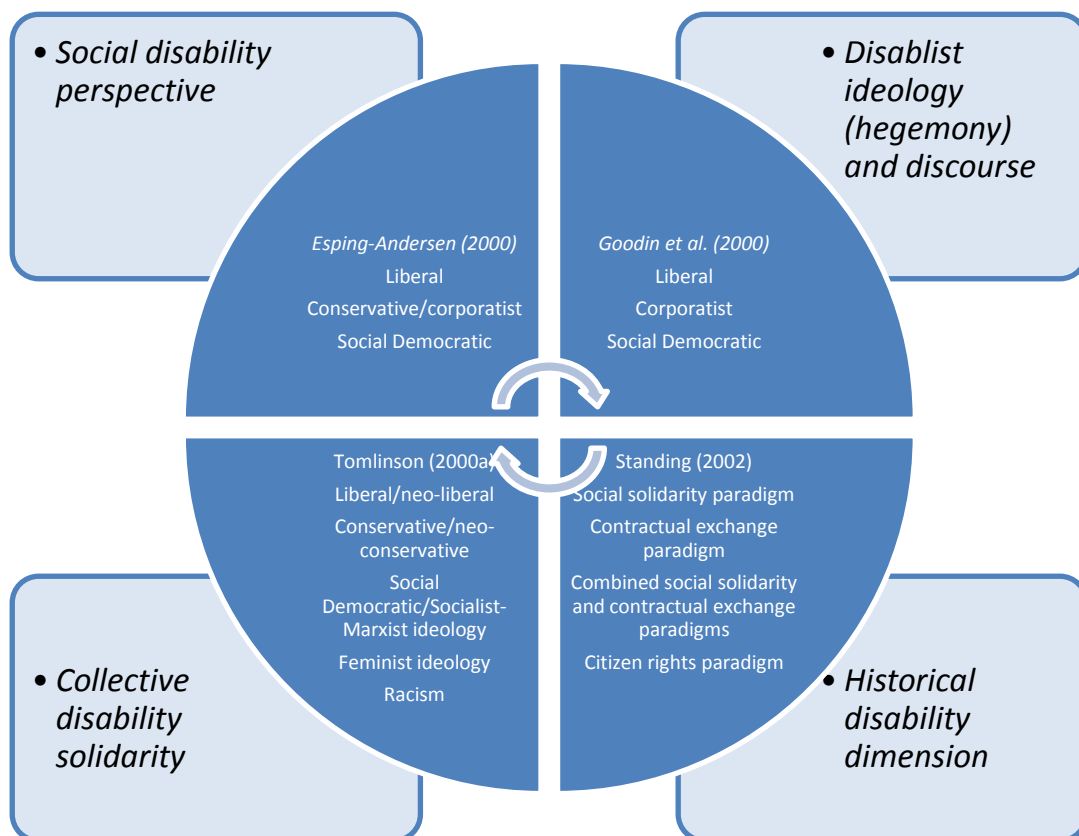 • Social disability
perspective
• Disablist
ideology
(hegemony)
and discourse
Esping-Andersen (2000)
Liberal
Conservative/corporatist
Social Democratic
Goodin et al. (2000)
Liberal
Corporatist
Social Democratic
Tomlinson (2000a)
Liberal/neo-liberal
Conservative/neo-
conservative
Social
Democratic/Socialist-
Marxist ideology
Feminist ideology
Racism
Standing (2002)
Social solidarity paradigm
Contractual exchange
paradigm
Combined social solidarity
and contractual exchange
paradigms
Citizen rights paradigm
• Collective
disability
solidarity
• Historical
disability
dimension